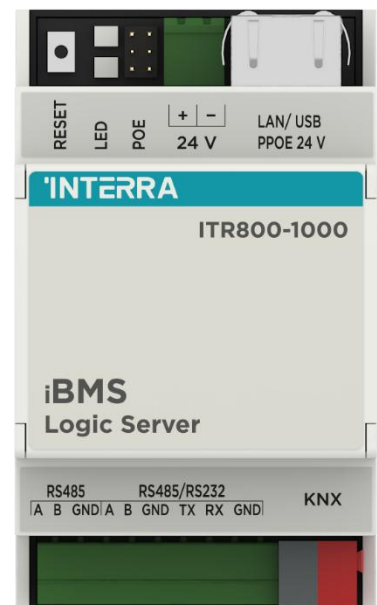 RESET LED POE + - 24 V LAN/ USB
PPOE 24 V
'INTERRA
ITR800-1000
iBMS
Logic Server
RS485 RS485/RS232 KNX
A B GND A B GND TX RX GND